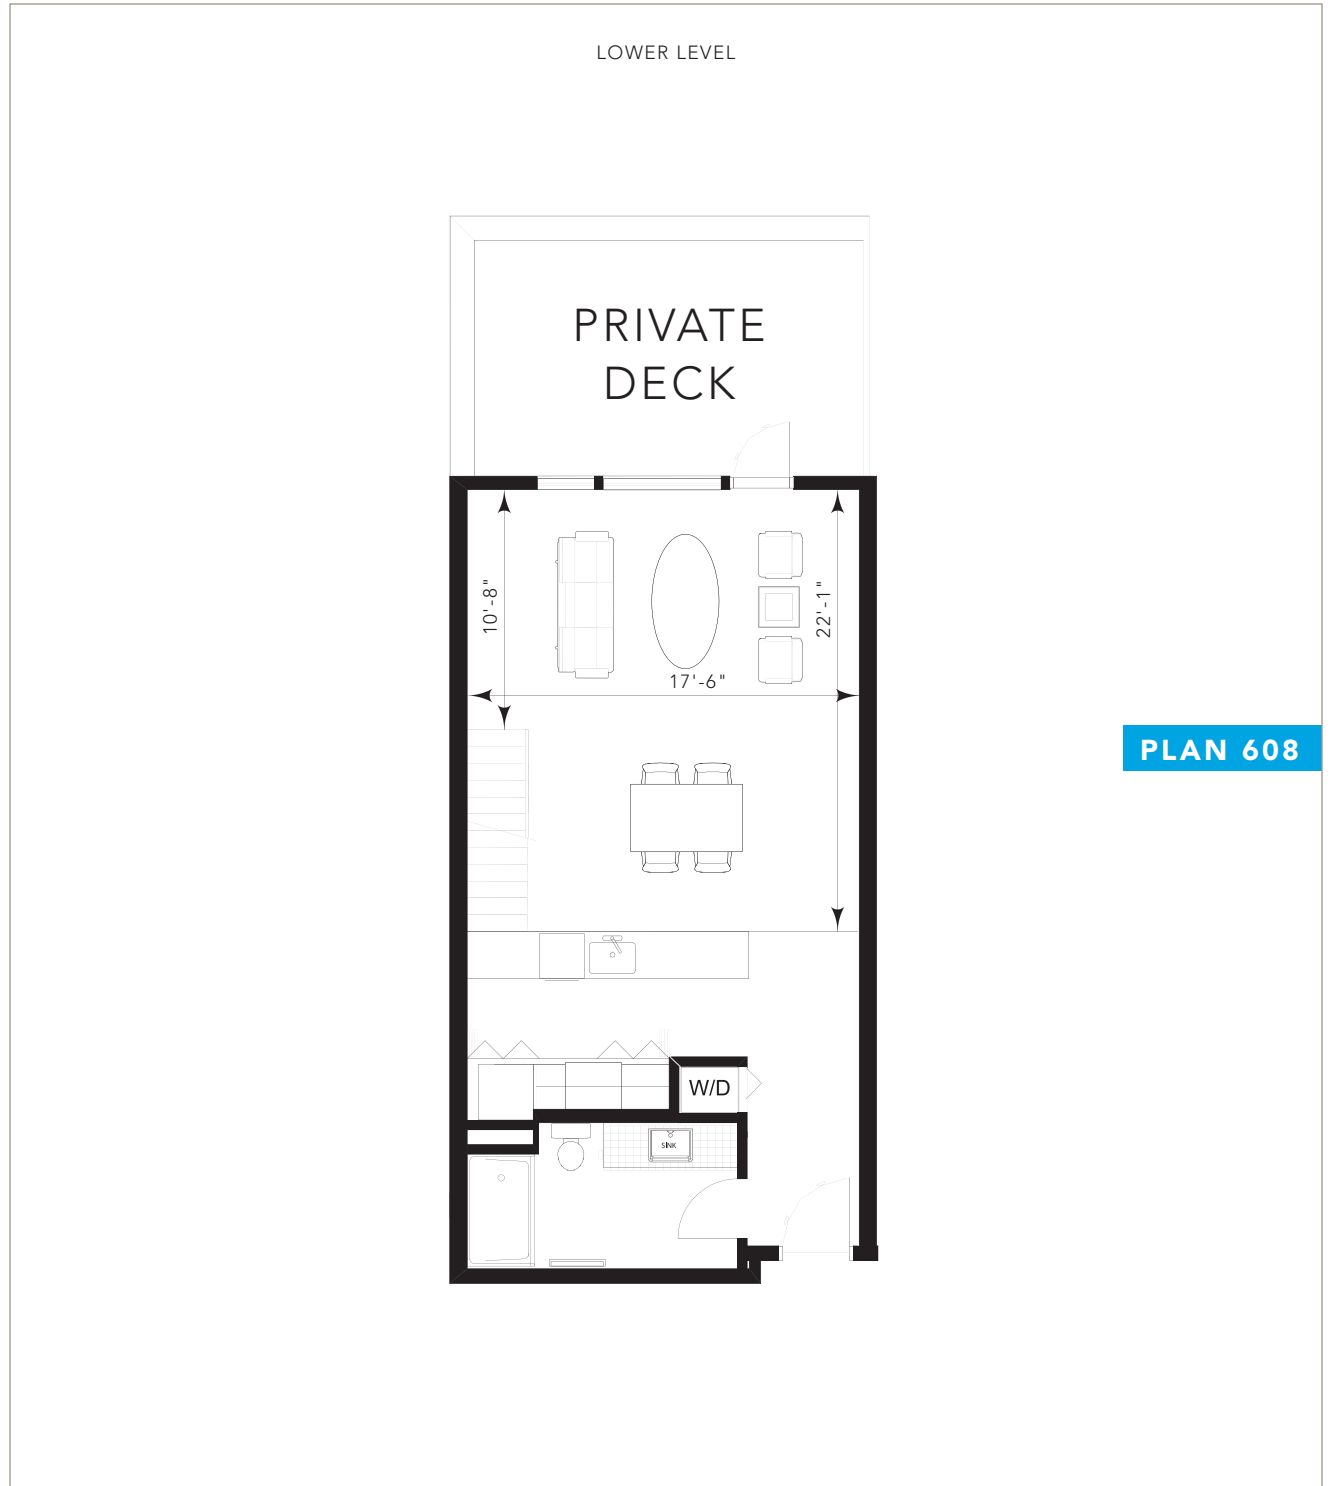 LOWER LEVEL
PRIVATE
DECK
10'-8"
22'-1"
17'-6"
PLAN 608
W/D
SINK